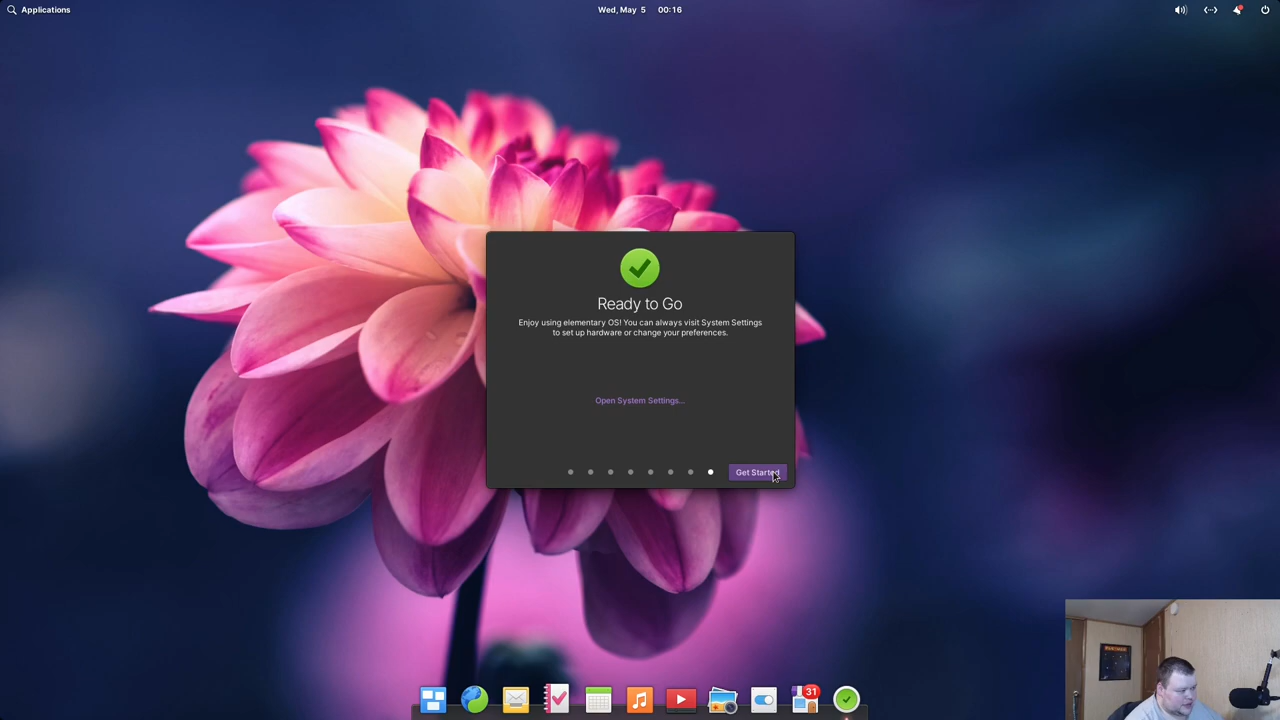 Applications
Wed, May 5 00:16
Ready to Go
Enjoy using elementary OS! You can always visit System Settings
to set up hardware or change your preferences.
Open System Settings...
Get Started
31